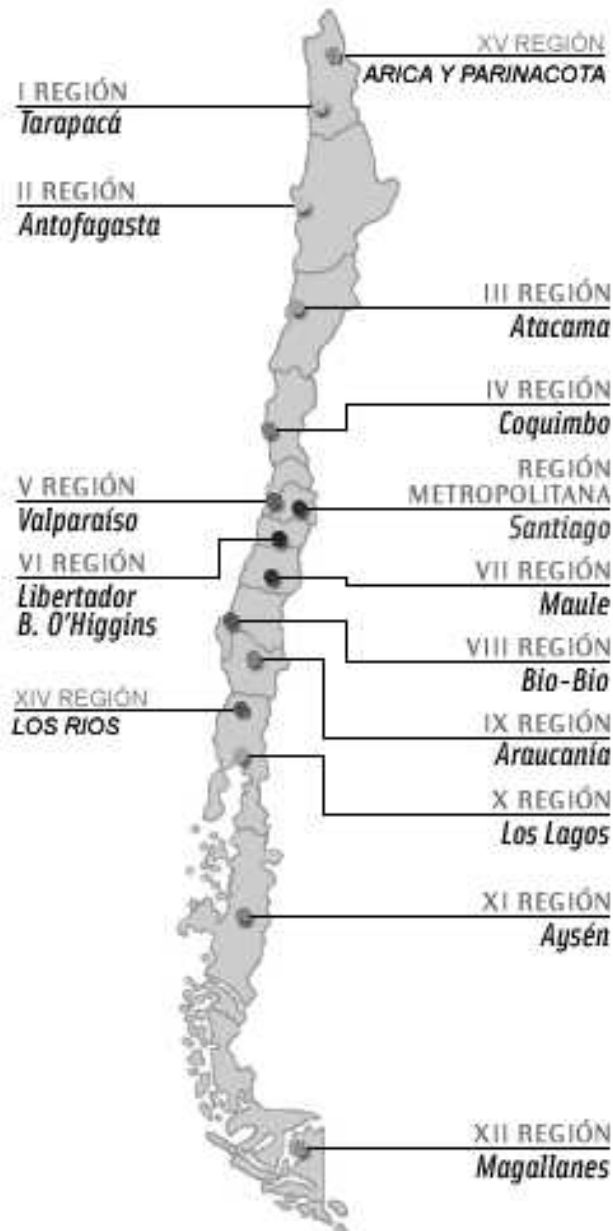 XV REGIÓN
ARICA Y PARINACOTA
I REGIÓN
Tarapacá
II REGIÓN
Antofagasta
III REGIÓN
Atacama
IV REGIÓN
Coquimbo
REGIÓN
METROPOLITANA
Santiago
V REGIÓN
Valparaíso
VI REGIÓN
Libertador
B. O'Higgins
VII REGIÓN
Maule
VIII REGIÓN
Bio-Bio
XIV REGIÓN
LOS RIOS
IX REGIÓN
Araucanía
X REGIÓN
Los Lagos
XI REGIÓN
Aysén
XII REGIÓN
Magallanes